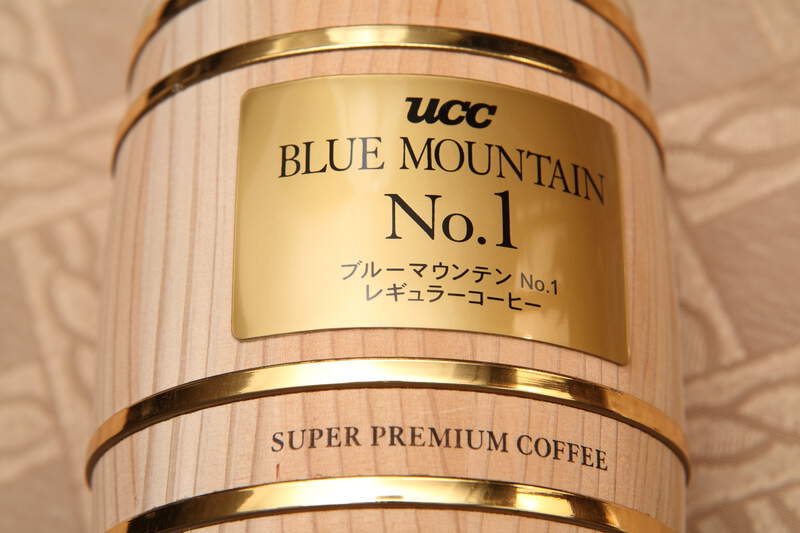 UCC
BLUE MOUNTAIN
No.1
ブルーマウンテン No.1
レギュラーコーヒー
SUPER PREMIUM COFFEE